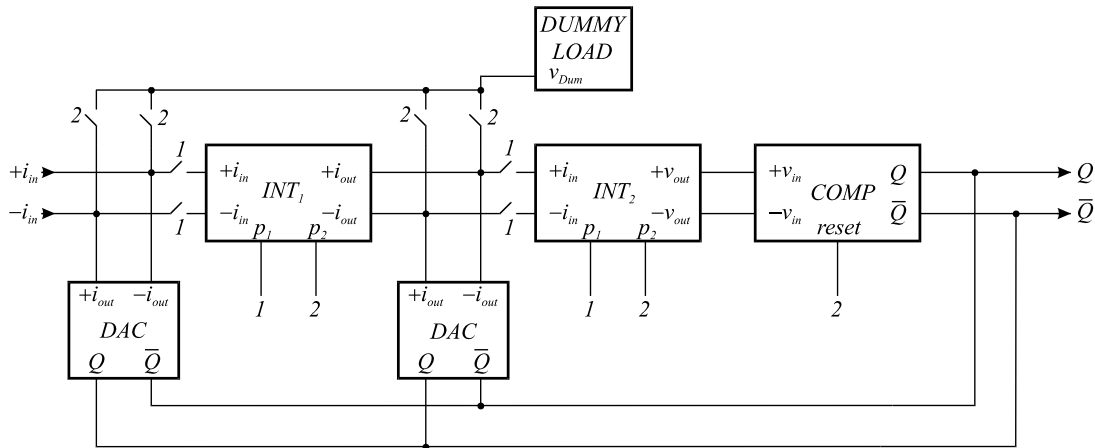 DUMMY
LOAD
v_Dum
2 2 2 2
1 1
+i_in +i_in +i_out +i_in +v_out +v_in Q Q
INT_1 INT_2 COMP
−i_in −i_in −i_out −i_in −v_out −v_in Q̅ Q̅
p_1 p_2 p_1 p_2 reset
1 1
+i_out −i_out +i_out −i_out
1 2 1 2 2
DAC DAC
Q Q̅ Q Q̅